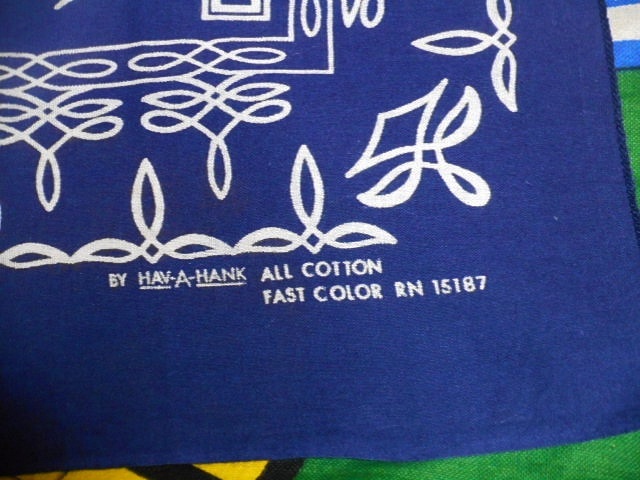 BY HAV-A-HANK ALL COTTON
FAST COLOR RN 15187